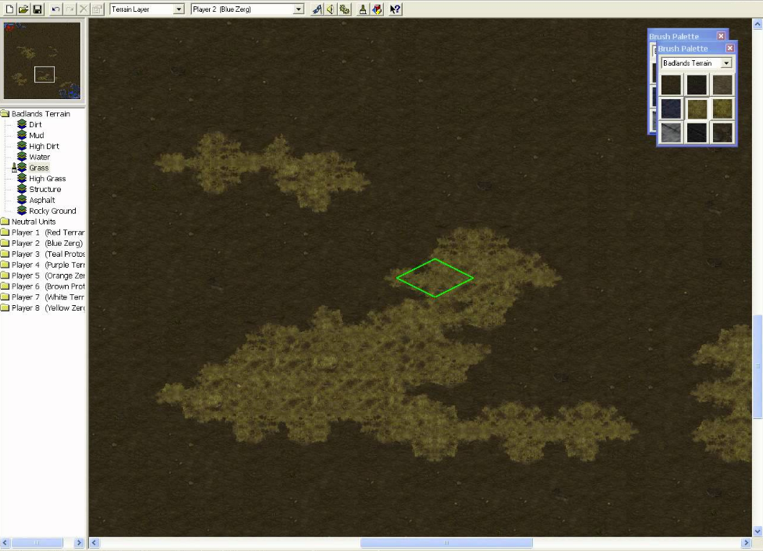 Terrain Layer
Player 2 (Blue Zerg)
Brush Palette
Brush Palette
Badlands Terrain
Badlands Terrain
Dirt
Mud
High Dirt
Water
Grass
High Grass
Structure
Asphalt
Rocky Ground
Neutral Units
Player 1 (Red Terrar
Player 2 (Blue Zerg)
Player 3 (Teal Protos
Player 4 (Purple Terr
Player 5 (Orange Zer
Player 6 (Brown Prot
Player 7 (White Terr
Player 8 (Yellow Zerg